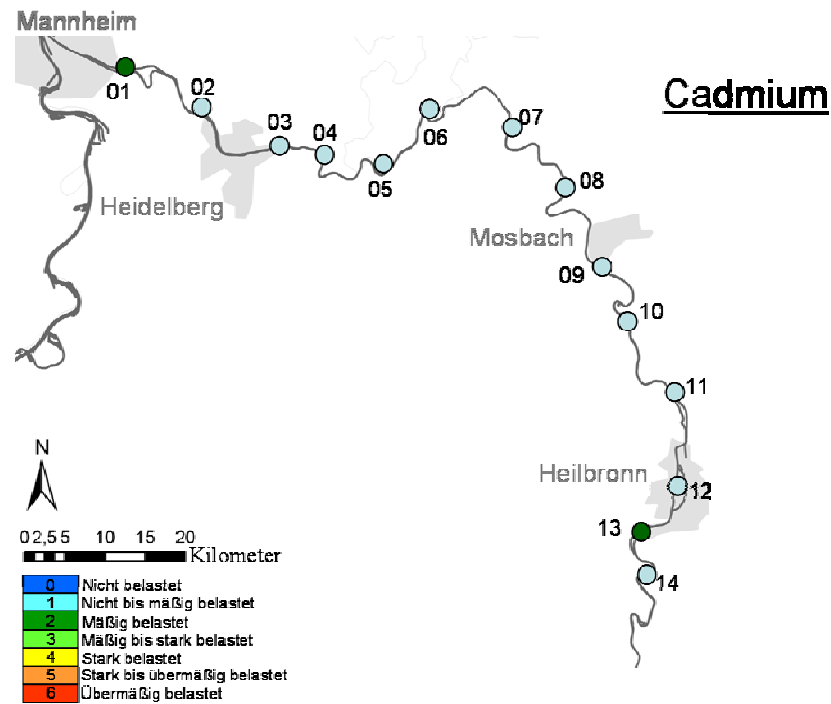 Mannheim
Cadmium
01
02
03
04
05
06
07
08
Heidelberg
Mosbach
09
10
11
Heilbronn
12
13
14
N
0 2,5 5 10 15 20
Kilometer
0 Nicht belastet
1 Nicht bis mäßig belastet
2 Mäßig belastet
3 Mäßig bis stark belastet
4 Stark belastet
5 Stark bis übermäßig belastet
6 Übermäßig belastet